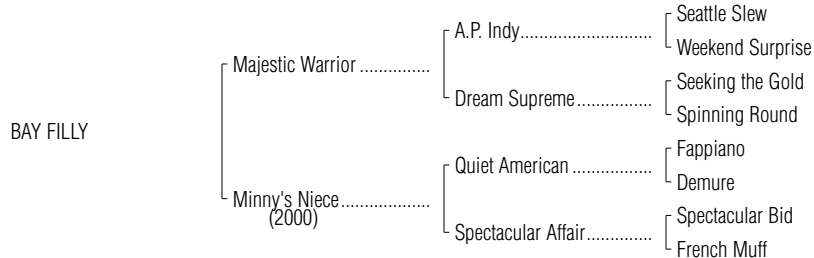 Seattle Slew
A.P. Indy..............................
Weekend Surprise
Majestic Warrior ................
Seeking the Gold
Dream Supreme.................
Spinning Round
BAY FILLY
Fappiano
Quiet American ..................
Demure
Minny's Niece....................
(2000)
Spectacular Bid
Spectacular Affair...............
French Muff